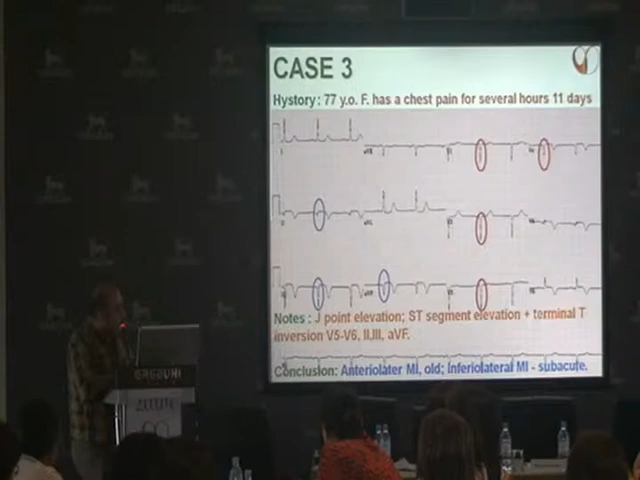 CASE 3
Hystory: 77 y.o. F. has a chest pain for several hours 11 days
Notes : J point elevation; ST segment elevation + terminal T
inversion V5-V6, II,III, aVF.
Conclusion: Anteriolater MI, old; Inferiolateral MI - subacute.